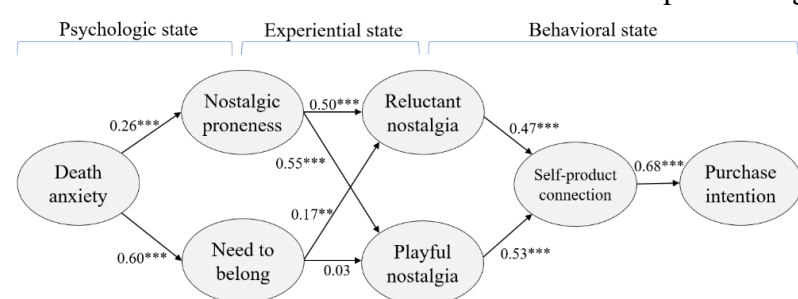 Psychologic state
Experiential state
Behavioral state
Nostalgic
proneness
0.50***
Reluctant
nostalgia
0.26***
0.47***
Death
anxiety
0.55***
Self-product
connection
0.68***
Purchase
intention
0.17**
0.60***
Need to
belong
0.03
Playful
nostalgia
0.53***